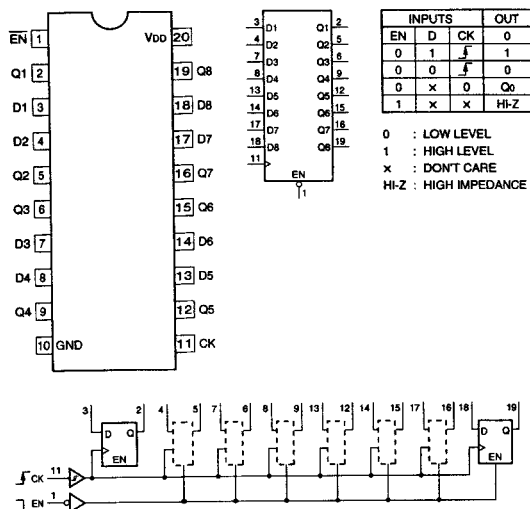 EN 1
VDD 20
Q1 2
19 Q8
D1 3
18 D8
D2 4
17 D7
Q2 5
16 Q7
Q3 6
15 Q6
D3 7
14 D6
D4 8
13 D5
Q4 9
12 Q5
10 GND
11 CK
3 D1 Q1 2
4 D2 Q2 5
7 D3 Q3 6
8 D4 Q4 9
13 D5 Q5 12
14 D6 Q6 15
17 D7 Q7 16
18 D8 Q8 19
11
EN
1
INPUTS OUT
EN D CK 0
0 1 1
0 0 0
0 × 0 Q0
1 × × HI-Z
0 : LOW LEVEL
1 : HIGH LEVEL
× : DON'T CARE
HI-Z : HIGH IMPEDANCE
3 2 4 5 7 6 8 9 13 12 14 15 17 16 18 19
D Q
EN
D Q
EN
CK 11
EN 1